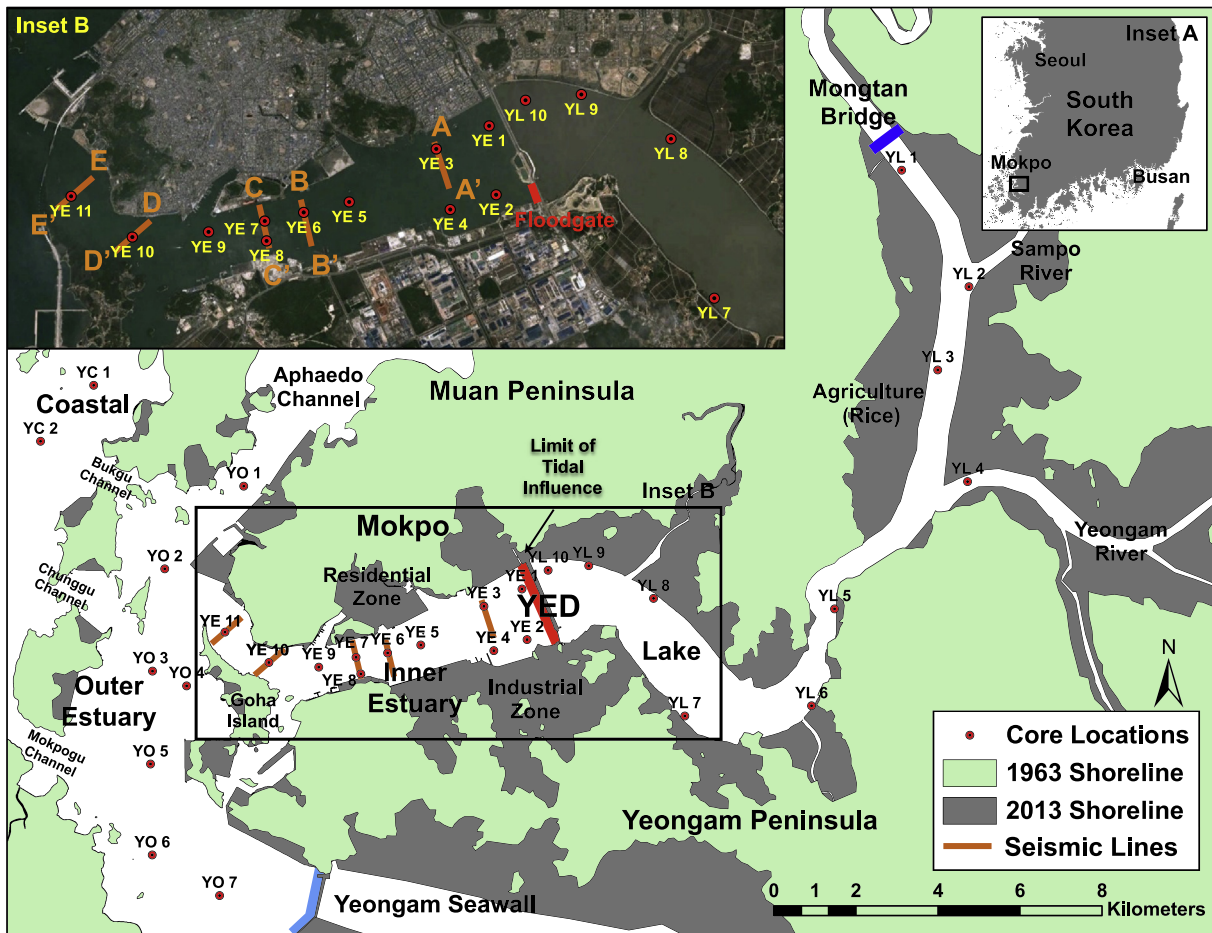 Inset B
YL 10
YL 9
YE 1
YL 8
A
YE 3
A'
YE 2
YE 4
Floodgate
E
YE 11
E'
D
YE 10
D'
YE 9
C
YE 7
YE 8
C'
B
YE 6
B'
YE 5
YL 7
Inset A
Seoul
South
Korea
Mokpo
Busan
Mongtan
Bridge
YL 1
Sampo
River
YL 2
YL 3
Agriculture
(Rice)
YL 4
Yeongam
River
YL 5
YL 6
YC 1
Coastal
YC 2
Aphaedo
Channel
Muan Peninsula
Bukgu
Channel
YO 1
Limit of
Tidal
Influence
Inset B
Mokpo
YO 2
Residential
Zone
Chunggu
Channel
YE 3
YE 1
YL 10
YL 9
YL 8
YED
YE 11
YE 10
YE 9
YE 7
YE 8
YE 6
YE 5
YE 4
YE 2
Lake
YL 7
YO 3
YO 4
Outer
Estuary
Goha
Island
Inner
Estuary
Industrial
Zone
Mokpogu
Channel
YO 5
YO 6
YO 7
Yeongam Peninsula
Yeongam Seawall
N
Core Locations
1963 Shoreline
2013 Shoreline
Seismic Lines
0 1 2 4 6 8
Kilometers